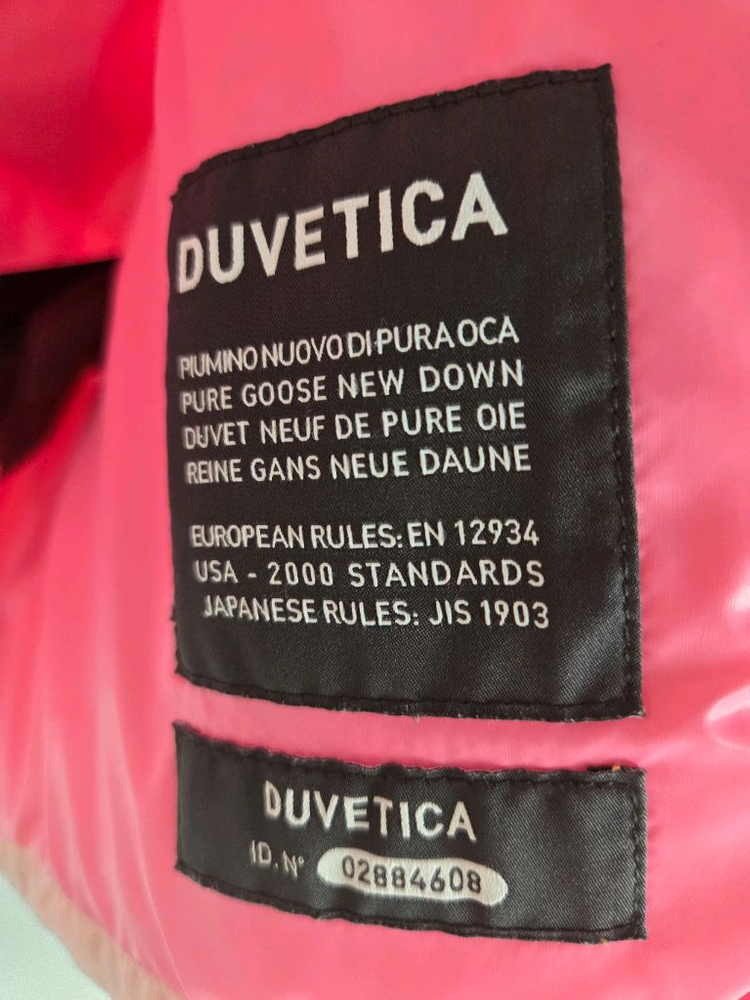 DUVETICA
PIUMINO NUOVO DI PURA OCA
PURE GOOSE NEW DOWN
DUVET NEUF DE PURE OIE
REINE GANS NEUE DAUNE
EUROPEAN RULES: EN 12934
USA - 2000 STANDARDS
JAPANESE RULES: JIS 1903
DUVETICA
ID. N° 02884608